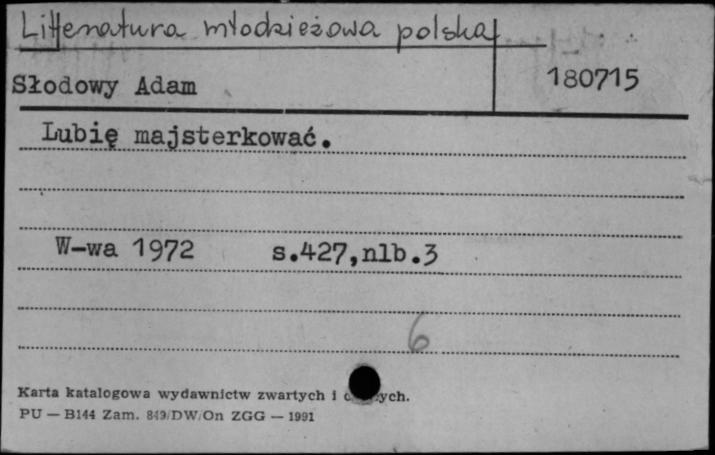 Litteratura młodzieżowa polska
Słodowy Adam
180715
Lubię majsterkować.
W-wa 1972 s.427,nlb.3
6
Karta katalogowa wydawnictw zwartych i
PU — B144 Zam. 849/DW/On ZGG — 1991